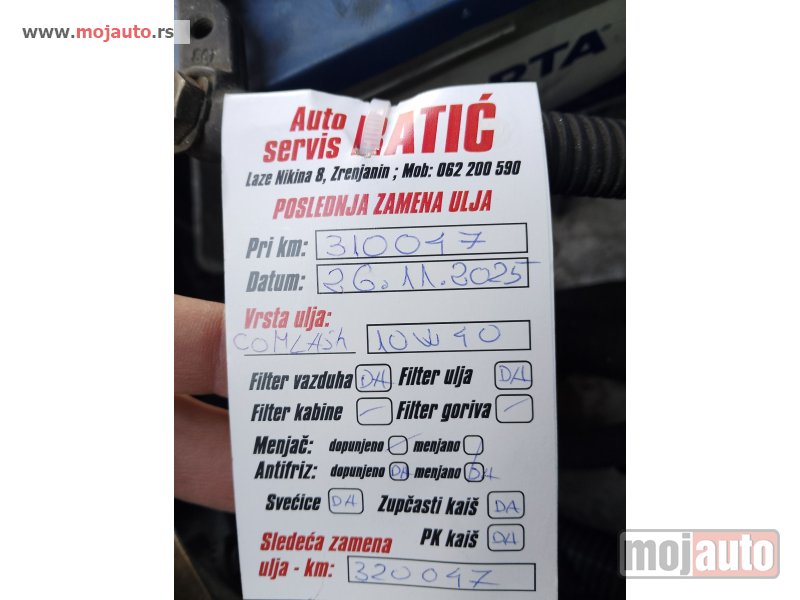 www.mojauto.rs
ARTA
Auto servis RATIĆ
Laze Nikina 8, Zrenjanin ; Mob: 062 200 590
POSLEDNJA ZAMENA ULJA
Pri km: 310047
Datum: 26.11.2025
Vrsta ulja:
10W40
Filter vazduha DA Filter ulja DA
Filter kabine - Filter goriva -
Menjač: dopunjeno menjano
Antifriz: dopunjeno DA menjano DA
Svećice DA Zupčasti kaiš DA
PK kaiš DA
Sledeća zamena
ulja - km: 320047
mojauto